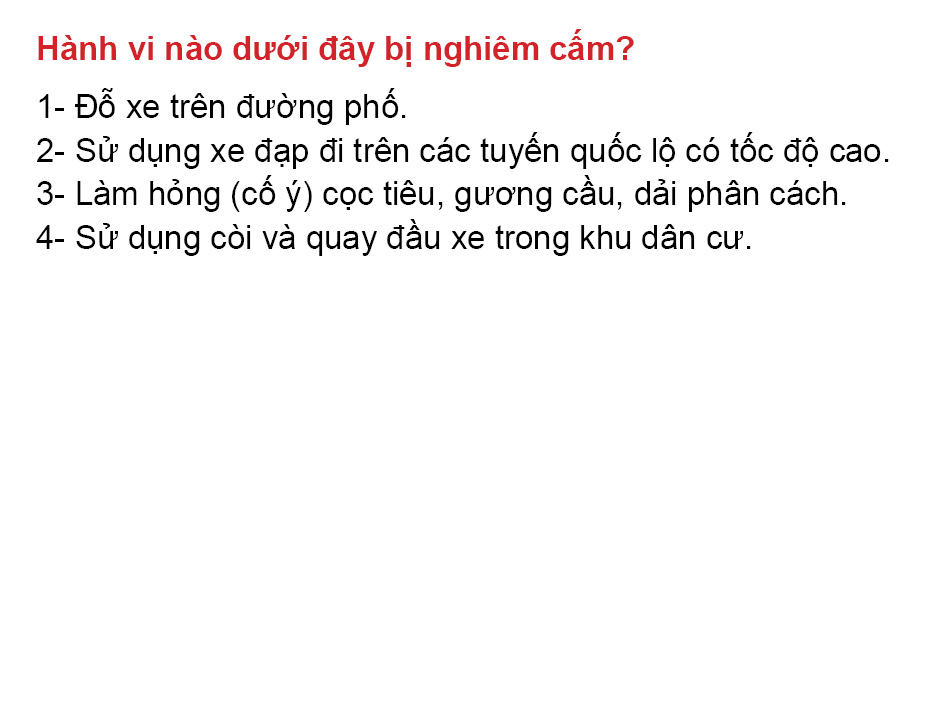 Hành vi nào dưới đây bị nghiêm cấm?
1- Đỗ xe trên đường phố.
2- Sử dụng xe đạp đi trên các tuyến quốc lộ có tốc độ cao.
3- Làm hỏng (cố ý) cọc tiêu, gương cầu, dải phân cách.
4- Sử dụng còi và quay đầu xe trong khu dân cư.